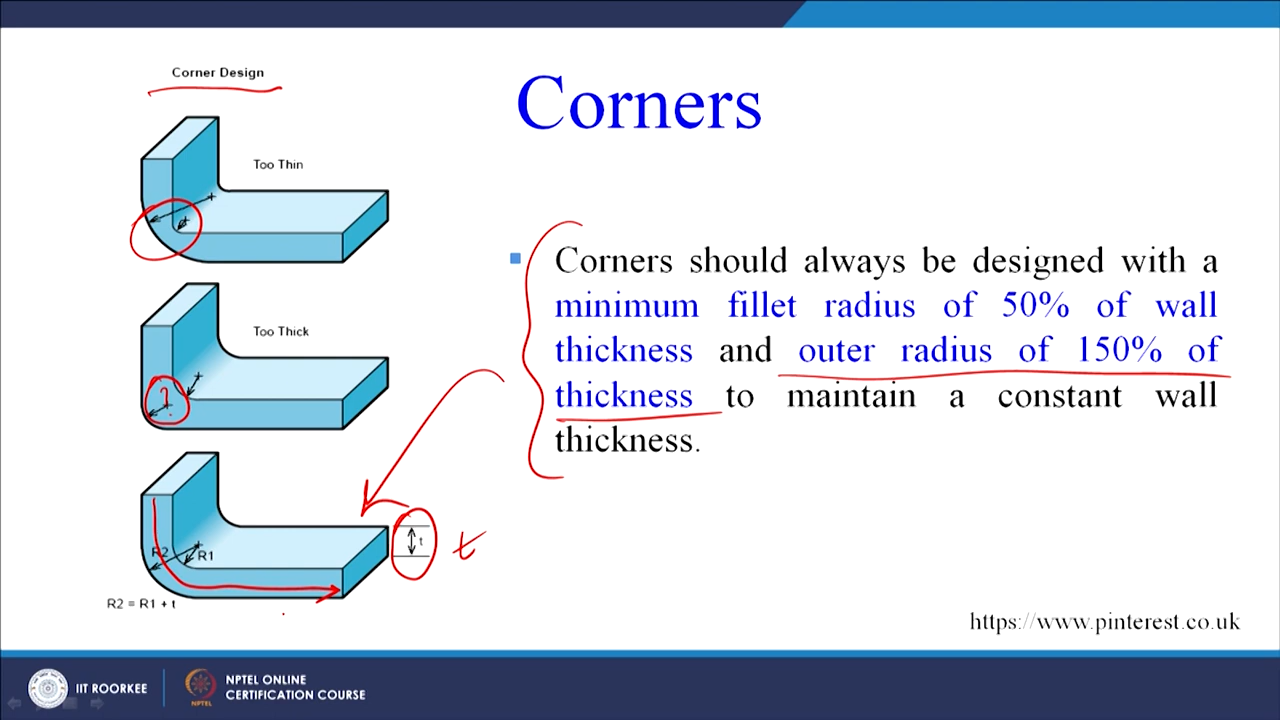 Corner Design
Corners
Too Thin
Corners should always be designed with a
minimum fillet radius of 50% of wall
thickness and outer radius of 150% of
thickness to maintain a constant wall
thickness.
Too Thick
?
R2
R1
t
t
R2 = R1 + t
https://www.pinterest.co.uk
IIT ROORKEE
NPTEL
NPTEL ONLINE
CERTIFICATION COURSE